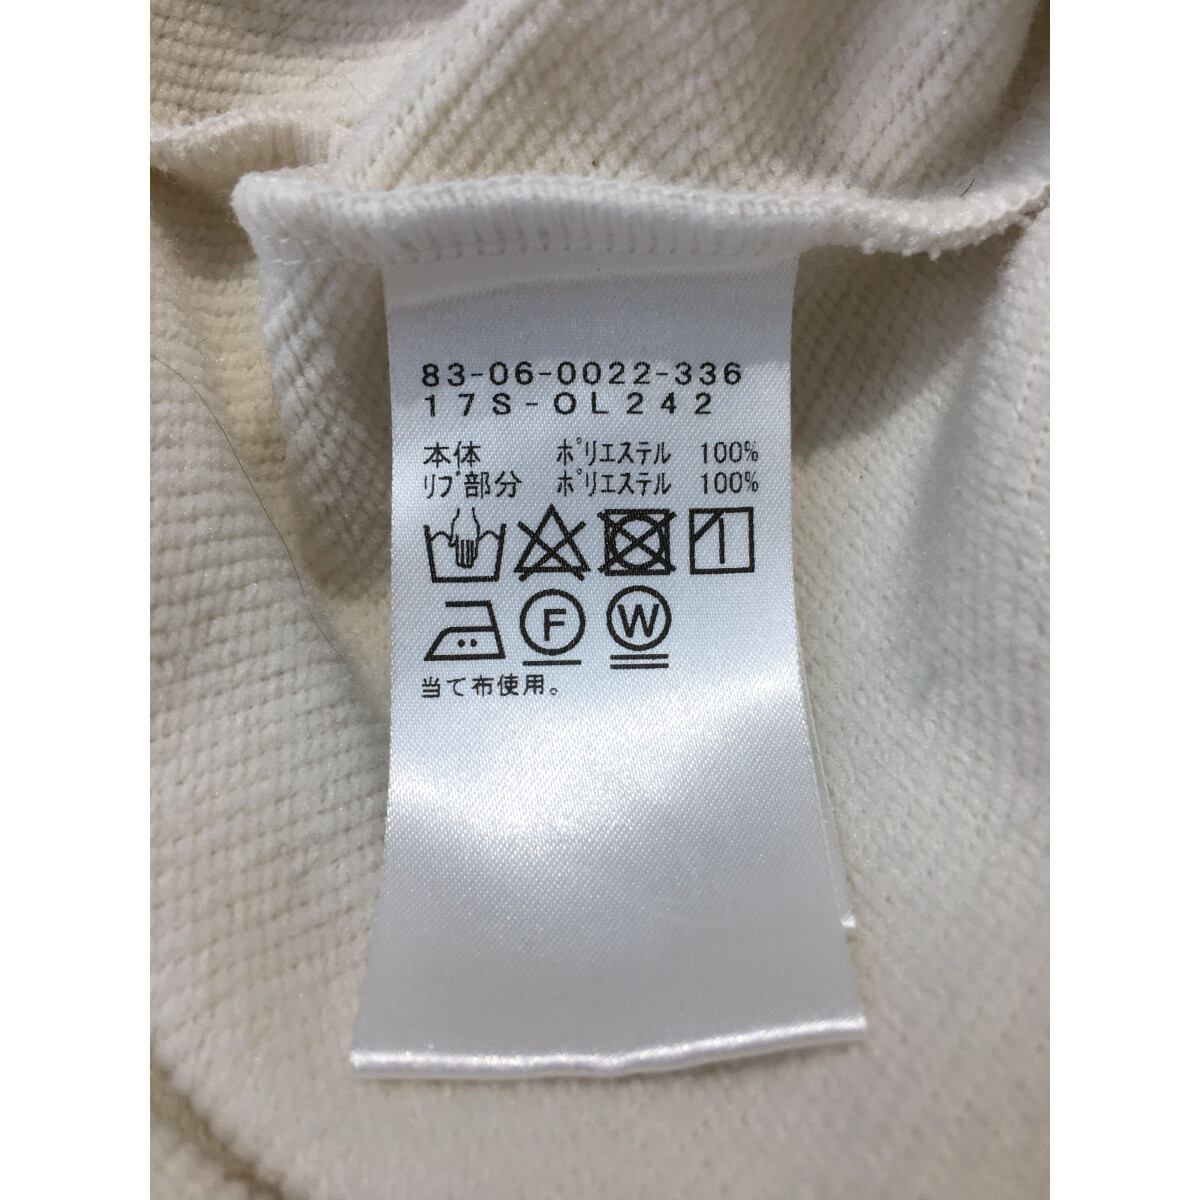 83-06-0022-336
17S-OL242
本体 ポリエステル 100%
リブ部分 ポリエステル 100%
F W
当て布使用。